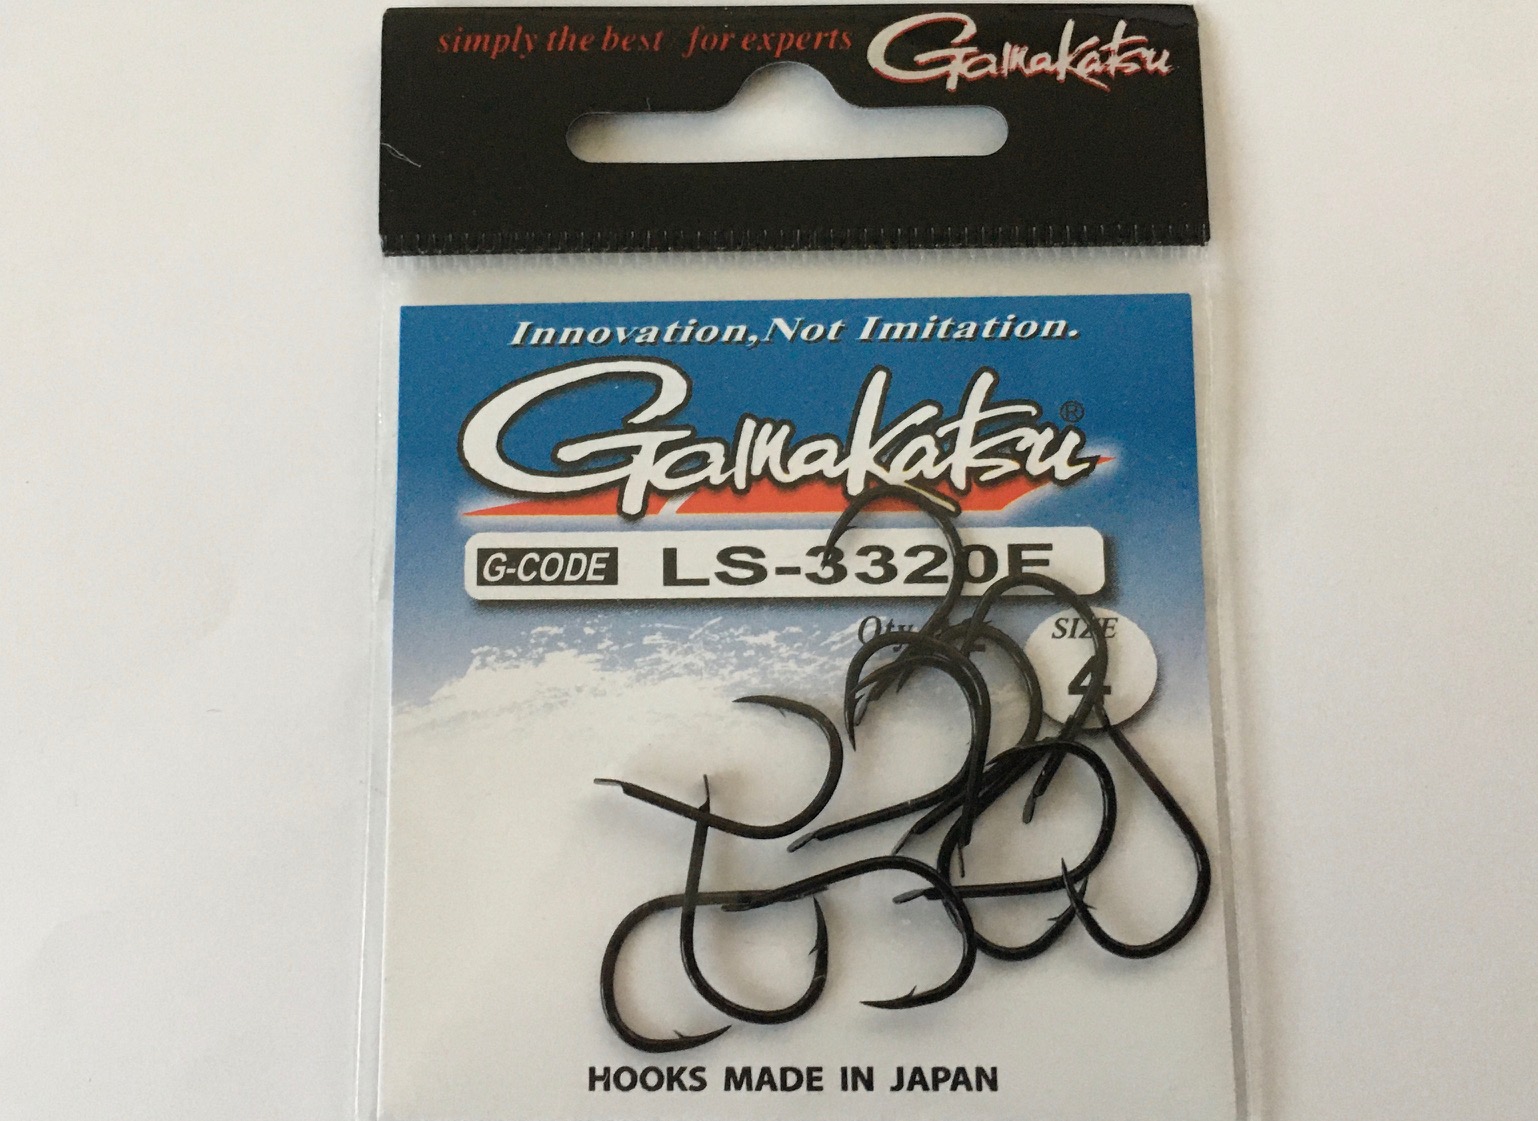 simply the best / for experts Gamakatsu
Innovation, Not Imitation.
Gamakatsu ®
G-CODE LS-3320F
Qty SIZE
4
HOOKS MADE IN JAPAN